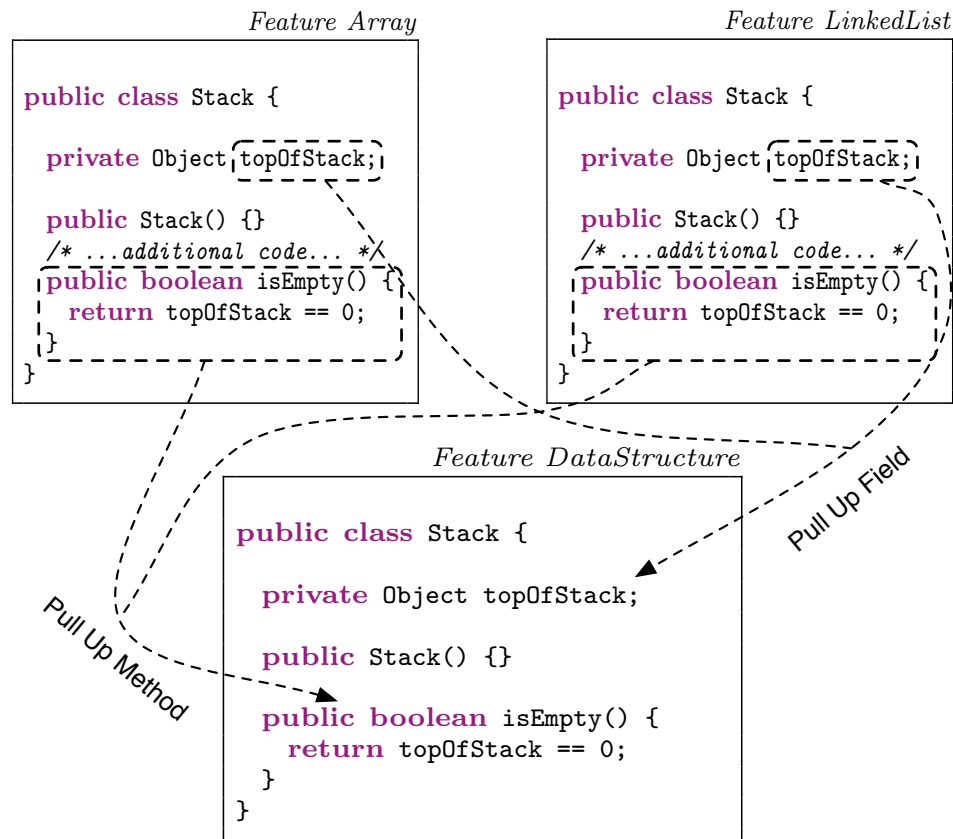 Feature Array
public class Stack {
private Object topOfStack;
public Stack() {}
/* ...additional code... */
public boolean isEmpty() {
return topOfStack == 0;
}
}
Feature LinkedList
public class Stack {
private Object topOfStack;
public Stack() {}
/* ...additional code... */
public boolean isEmpty() {
return topOfStack == 0;
}
}
Feature DataStructure
public class Stack {
private Object topOfStack;
public Stack() {}
public boolean isEmpty() {
return topOfStack == 0;
}
}
Pull Up Field
Pull Up Method